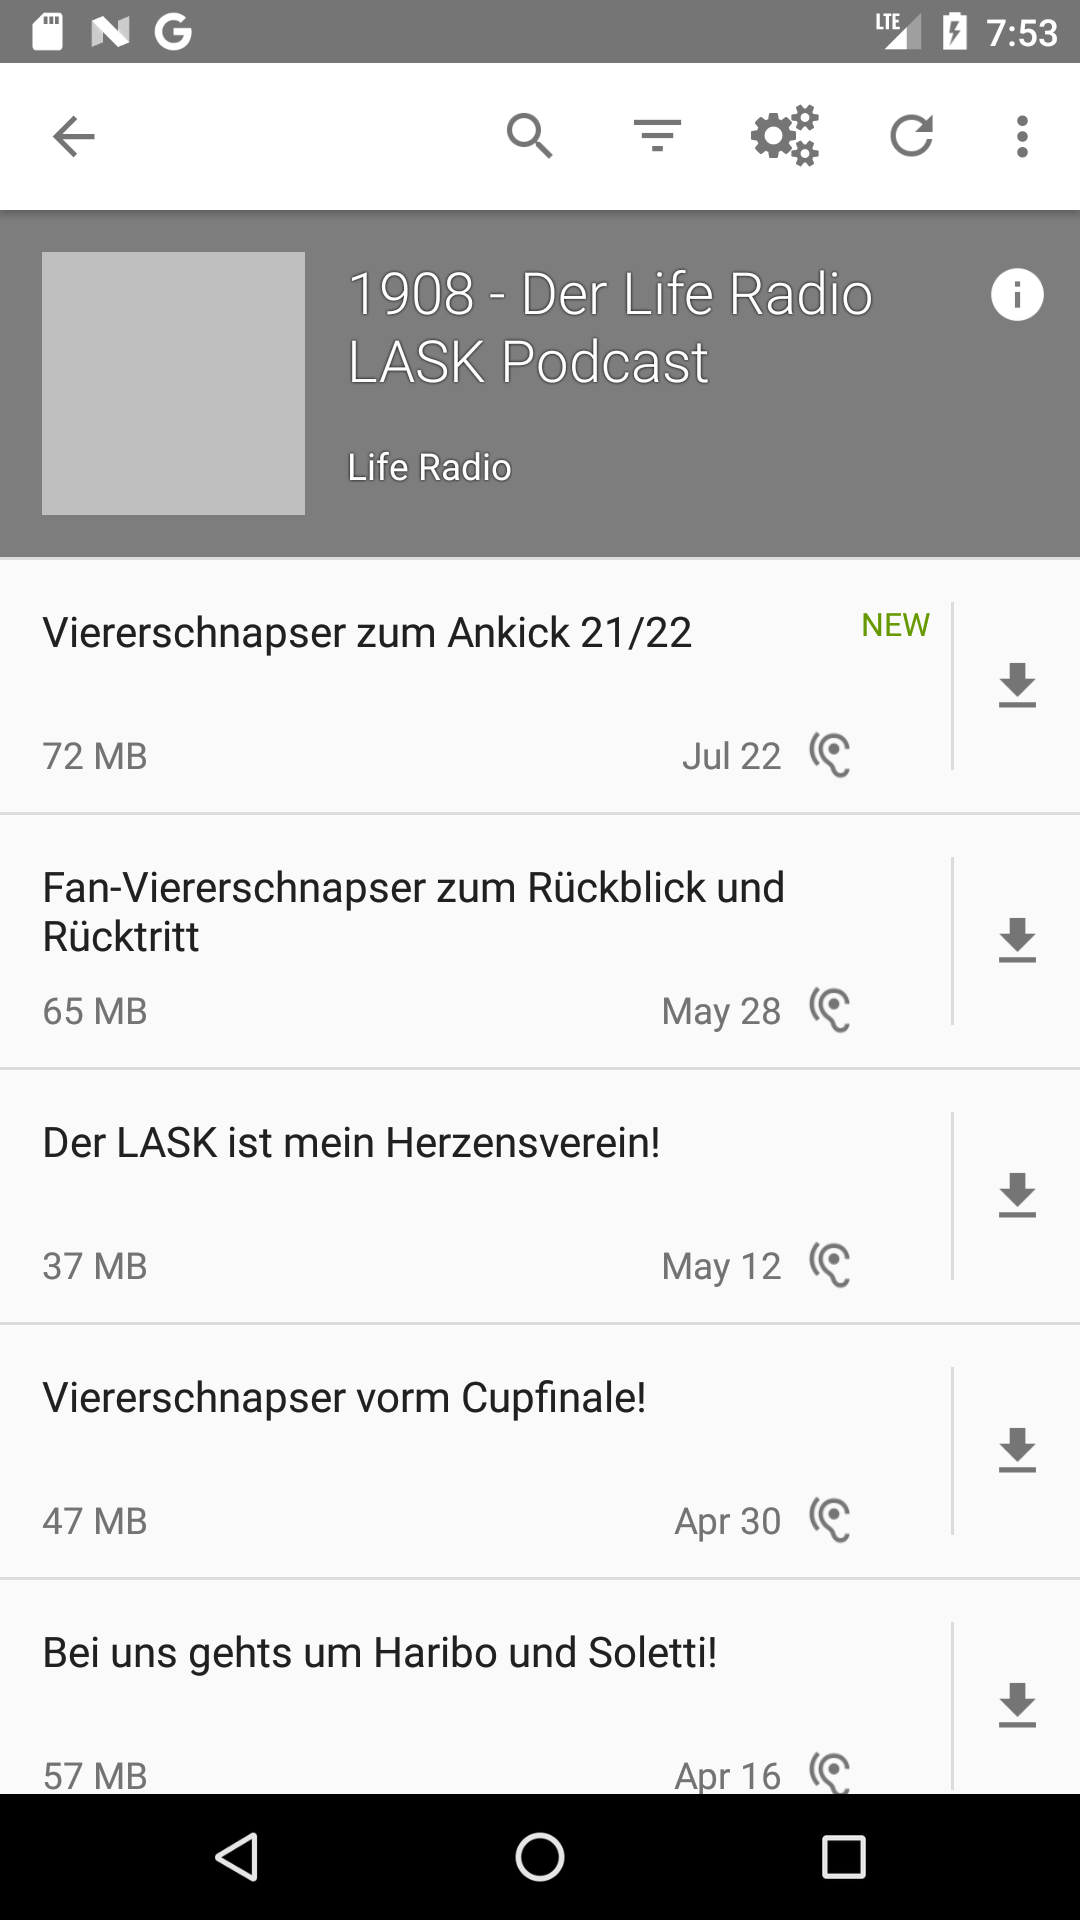 LTE 7:53
1908 - Der Life Radio
LASK Podcast
Life Radio
Viererschnapser zum Ankick 21/22
NEW
72 MB
Jul 22
Fan-Viererschnapser zum Rückblick und
Rücktritt
65 MB
May 28
Der LASK ist mein Herzensverein!
37 MB
May 12
Viererschnapser vorm Cupfinale!
47 MB
Apr 30
Bei uns gehts um Haribo und Soletti!
57 MB
Apr 16